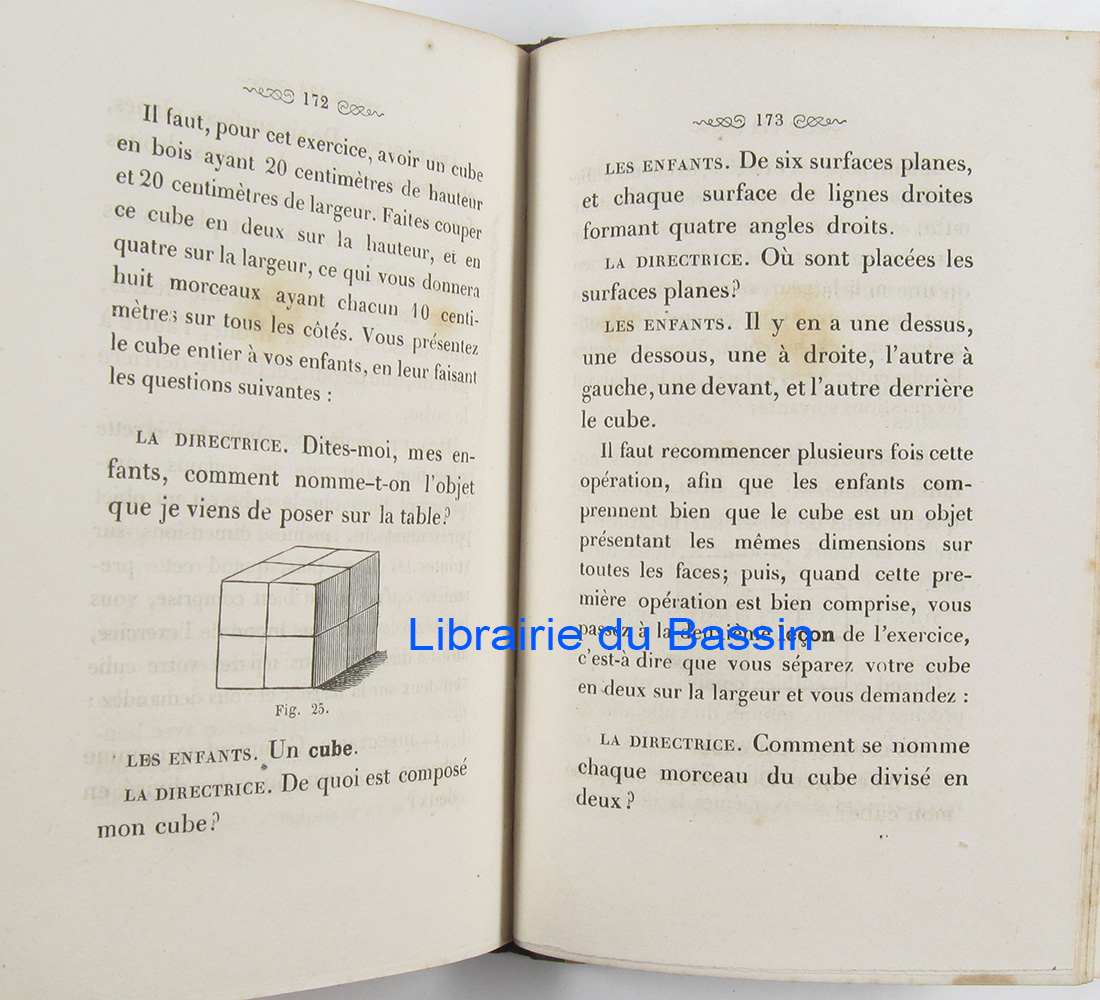 172
Il faut, pour cet exercice, avoir un cube
en bois ayant 20 centimètres de hauteur
et 20 centimètres de largeur. Faites couper
ce cube en deux sur la hauteur, et en
quatre sur la largeur, ce qui vous donnera
huit morceaux ayant chacun 10 centi-
mètres sur tous les côtés. Vous présentez
le cube entier à vos enfants, en leur faisant
les questions suivantes :
LA DIRECTRICE. Dites-moi, mes en-
fants, comment nomme-t-on l'objet
que je viens de poser sur la table?
Fig. 25.
LES ENFANTS. Un cube.
LA DIRECTRICE. De quoi est composé
mon cube?
173
LES ENFANTS. De six surfaces planes,
et chaque surface de lignes droites
formant quatre angles droits.
LA DIRECTRICE. Où sont placées les
surfaces planes?
LES ENFANTS. Il y en a une dessus,
une dessous, une à droite, l'autre à
gauche, une devant, et l'autre derrière
le cube.
Il faut recommencer plusieurs fois cette
opération, afin que les enfants com-
prennent bien que le cube est un objet
présentant les mêmes dimensions sur
toutes les faces; puis, quand cette pre-
mière opération est bien comprise, vous
passez à la deuxième leçon de l'exercice,
c'est-à dire que vous séparez votre cube
en deux sur la largeur et vous demandez :
LA DIRECTRICE. Comment se nomme
chaque morceau du cube divisé en
deux?
Librairie du Bassin